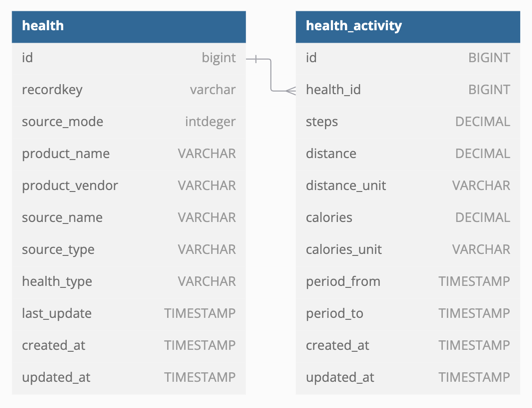 health
id bigint
recordkey varchar
source_mode intdeger
product_name VARCHAR
product_vendor VARCHAR
source_name VARCHAR
source_type VARCHAR
health_type VARCHAR
last_update TIMESTAMP
created_at TIMESTAMP
updated_at TIMESTAMP
health_activity
id BIGINT
health_id BIGINT
steps DECIMAL
distance DECIMAL
distance_unit VARCHAR
calories DECIMAL
calories_unit VARCHAR
period_from TIMESTAMP
period_to TIMESTAMP
created_at TIMESTAMP
updated_at TIMESTAMP